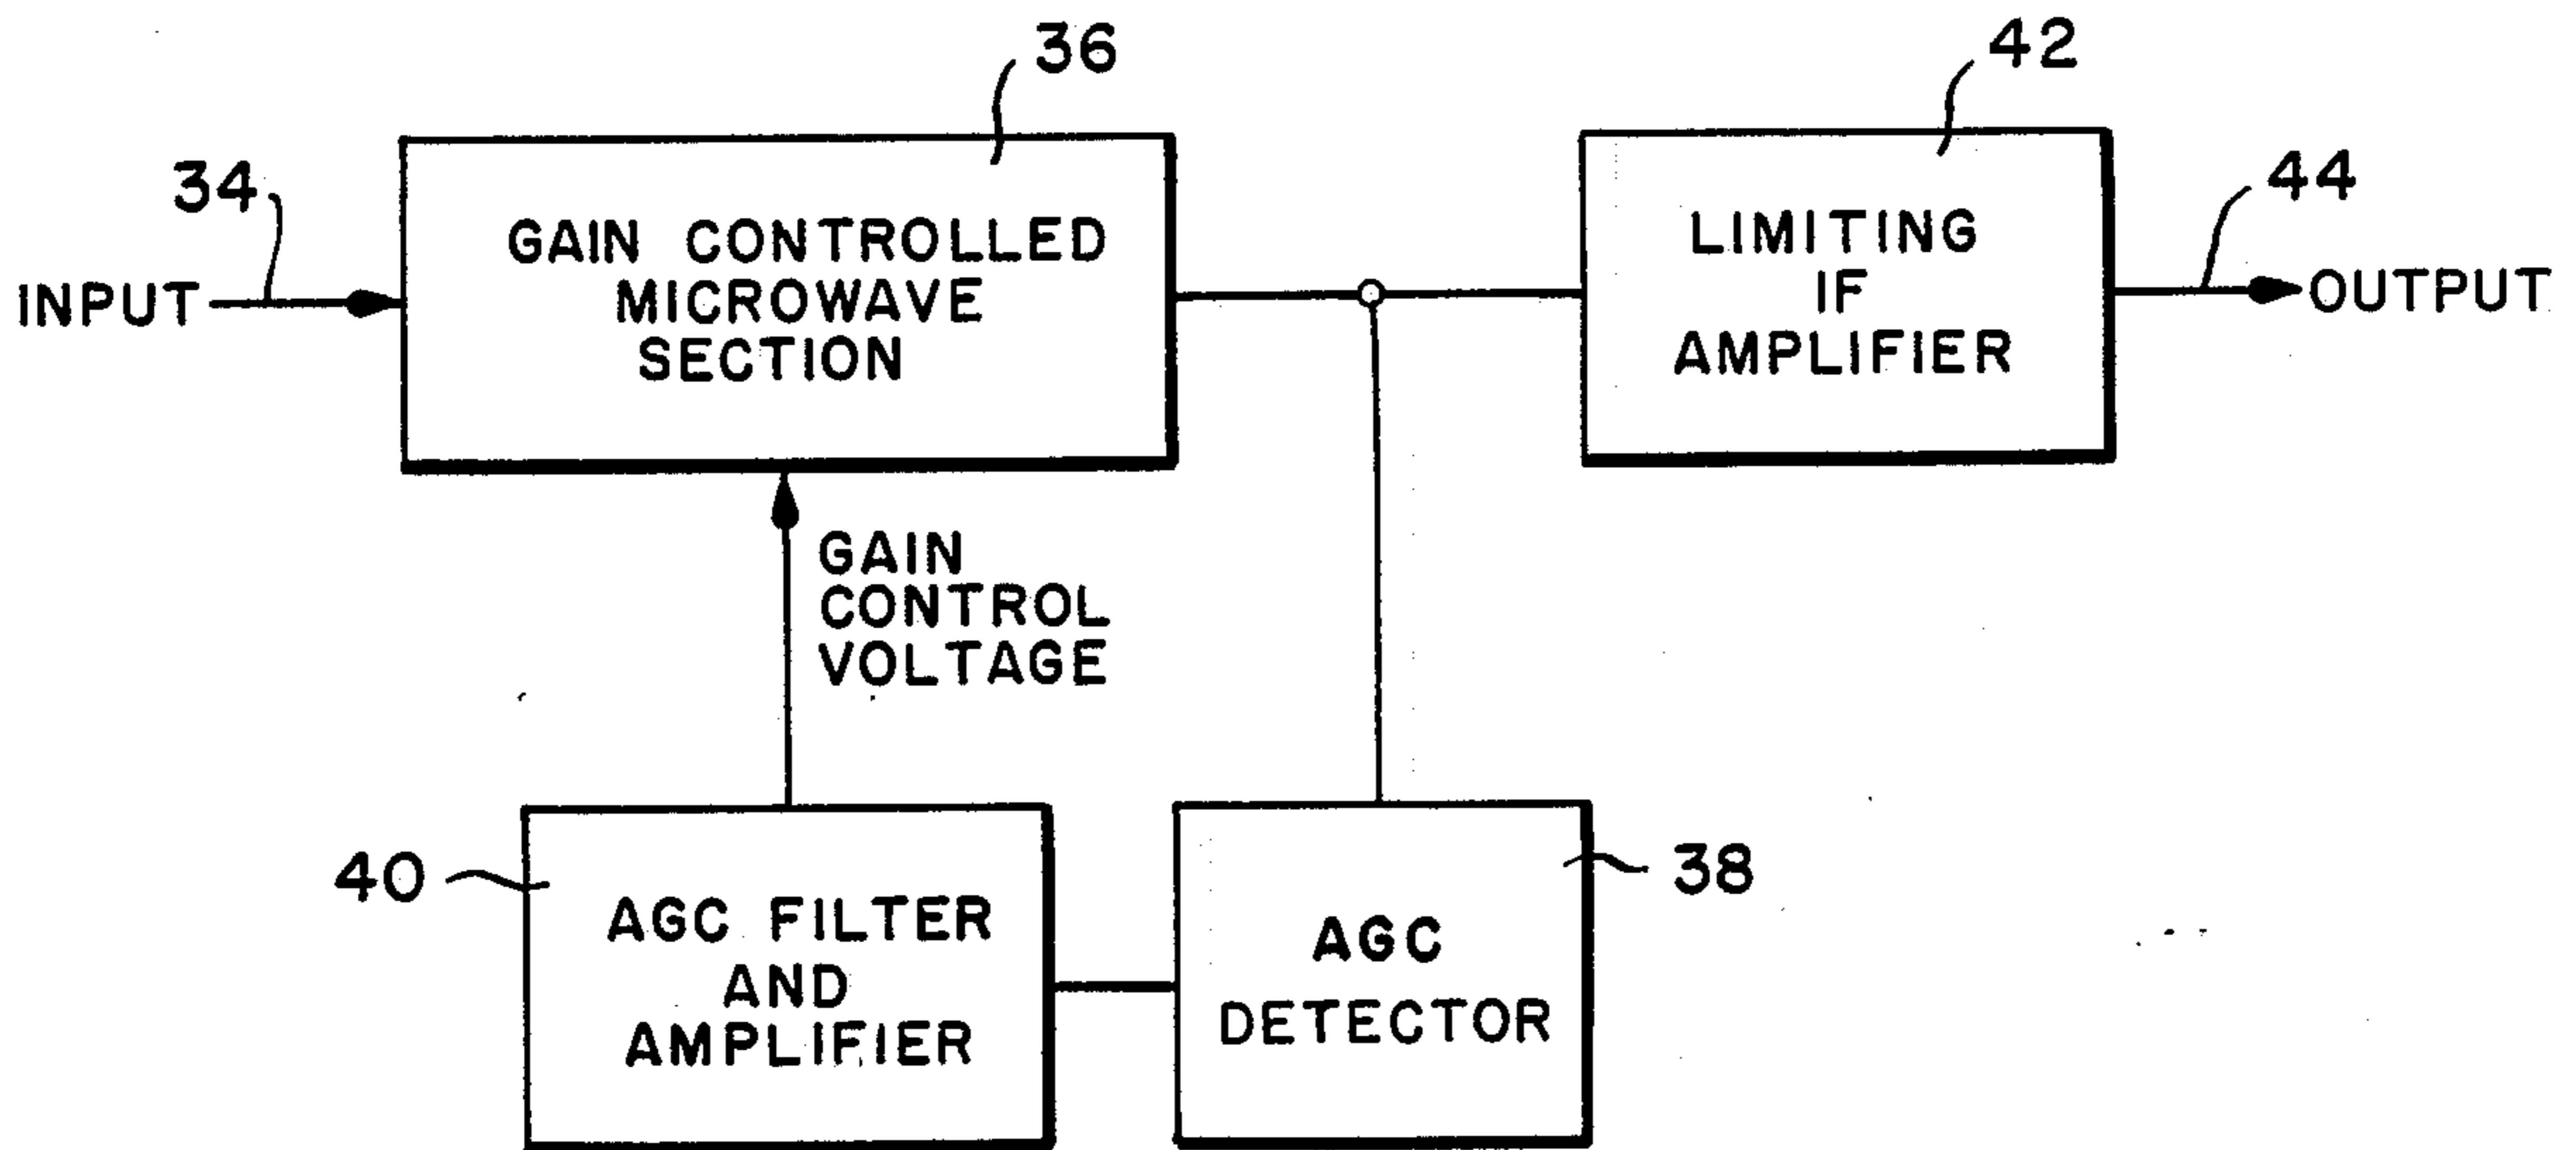 36
42
34
44
GAIN CONTROLLED
MICROWAVE
SECTION
LIMITING
IF
AMPLIFIER
INPUT
OUTPUT
GAIN
CONTROL
VOLTAGE
40
38
AGC FILTER
AND
AMPLIFIER
AGC
DETECTOR